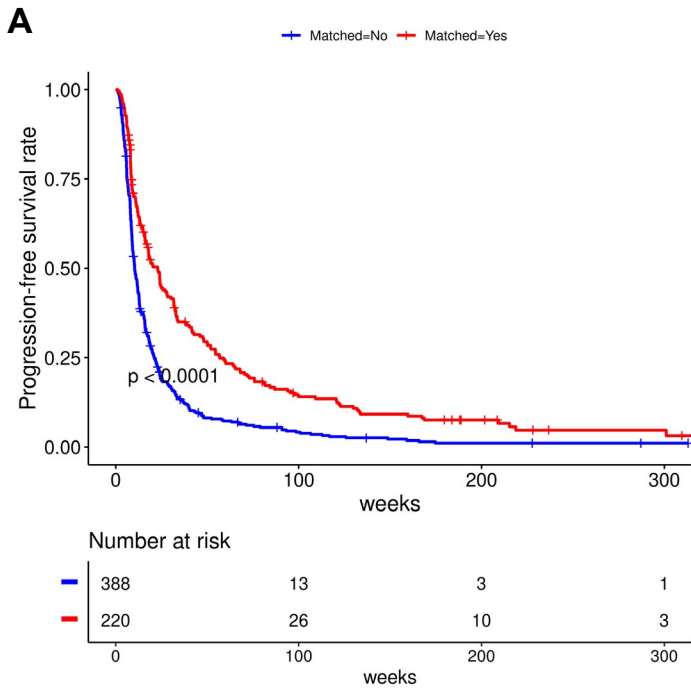 A
Matched=No Matched=Yes
Progression-free survival rate
1.00
0.75
0.50
0.25
0.00
p < 0.0001
0 100 200 300
weeks
Number at risk
388 13 3 1
220 26 10 3
0 100 200 300
weeks